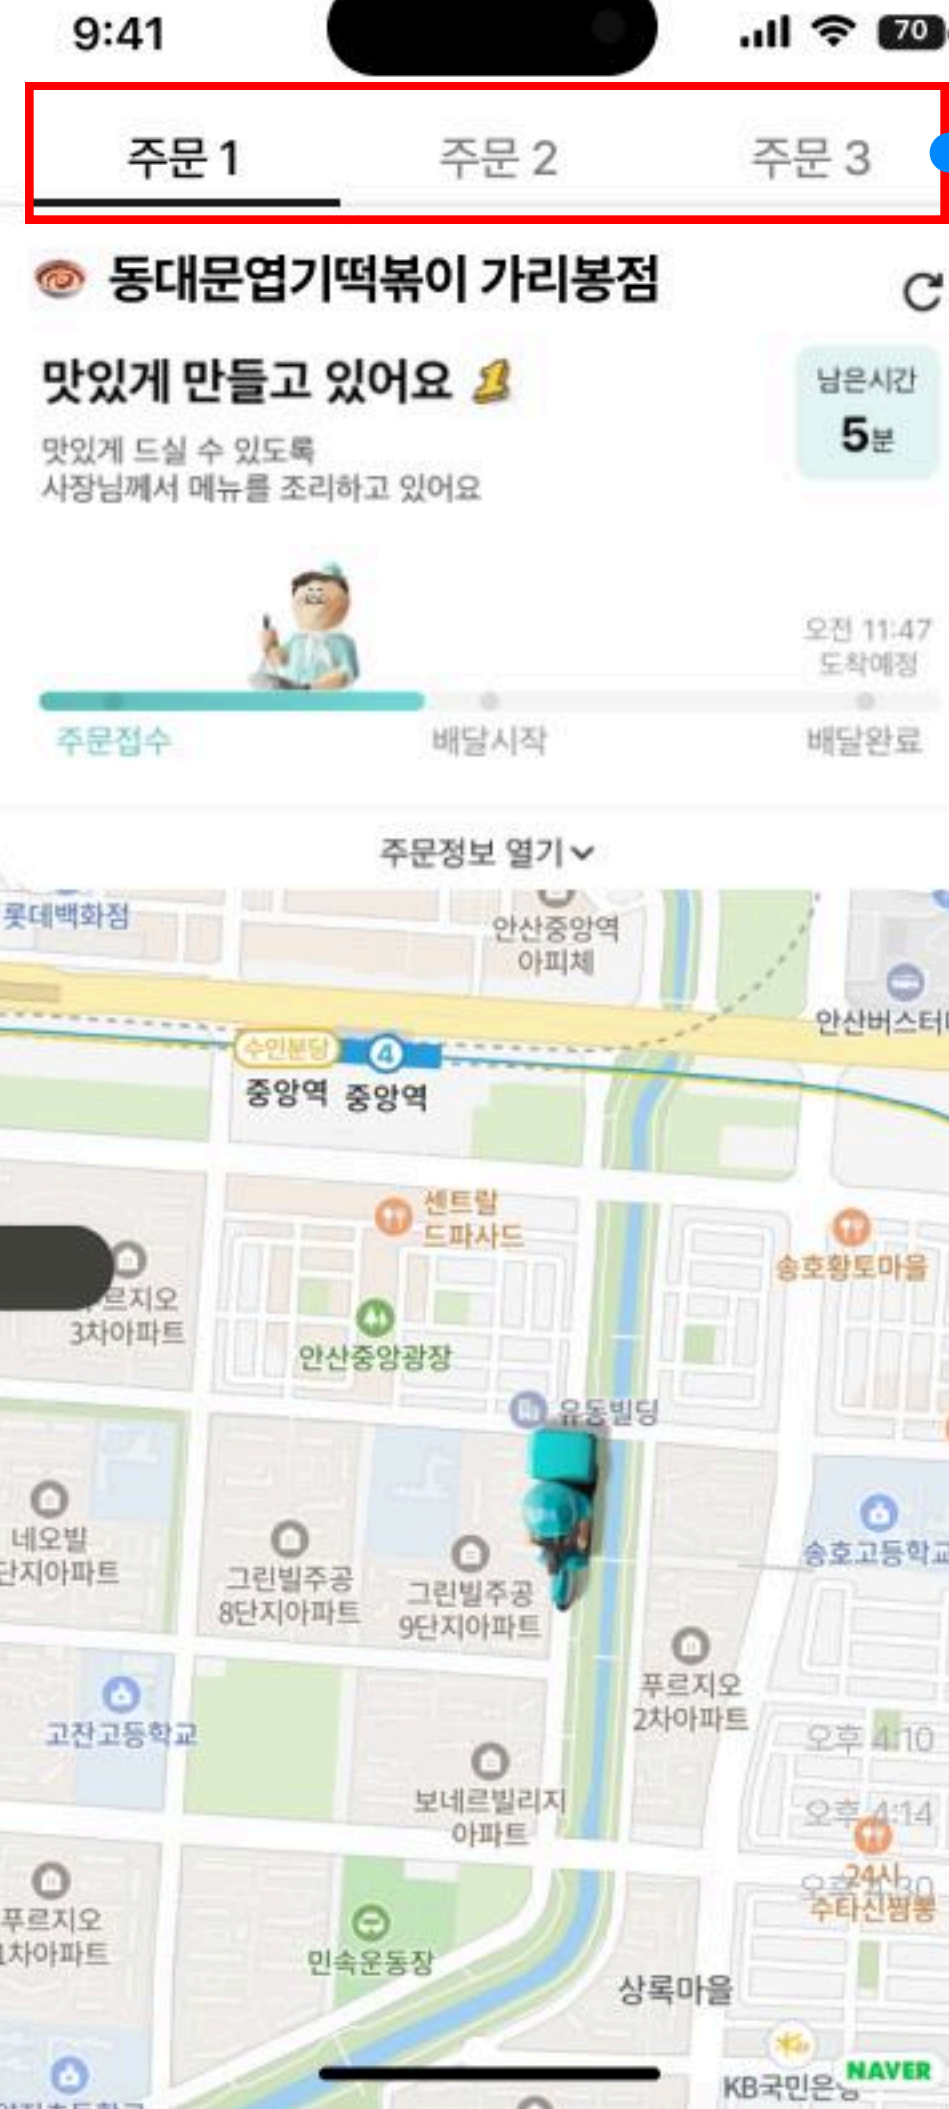 9:41
70
주문 1
주문 2
주문 3
동대문엽기떡볶이 가리봉점
맛있게 만들고 있어요 1
남은시간
5분
맛있게 드실 수 있도록
사장님께서 메뉴를 조리하고 있어요
오전 11:47
도착예정
주문접수
배달시작
배달완료
주문정보 열기
롯데백화점
안산중앙역
아피체
안산버스터
수인분당
4
중앙역
중앙역
센트랄
드파사드
송호황토마을
르지오
3차아파트
안산중앙광장
유동빌딩
네오빌
단지아파트
그린빌주공
8단지아파트
그린빌주공
9단지아파트
송호고등학교
푸르지오
2차아파트
고잔고등학교
오후 4:10
보네르빌리지
아파트
오후 4:14
24시
수타신짬뽕
푸르지오
1차아파트
민속운동장
상록마을
KB국민은행
NAVER